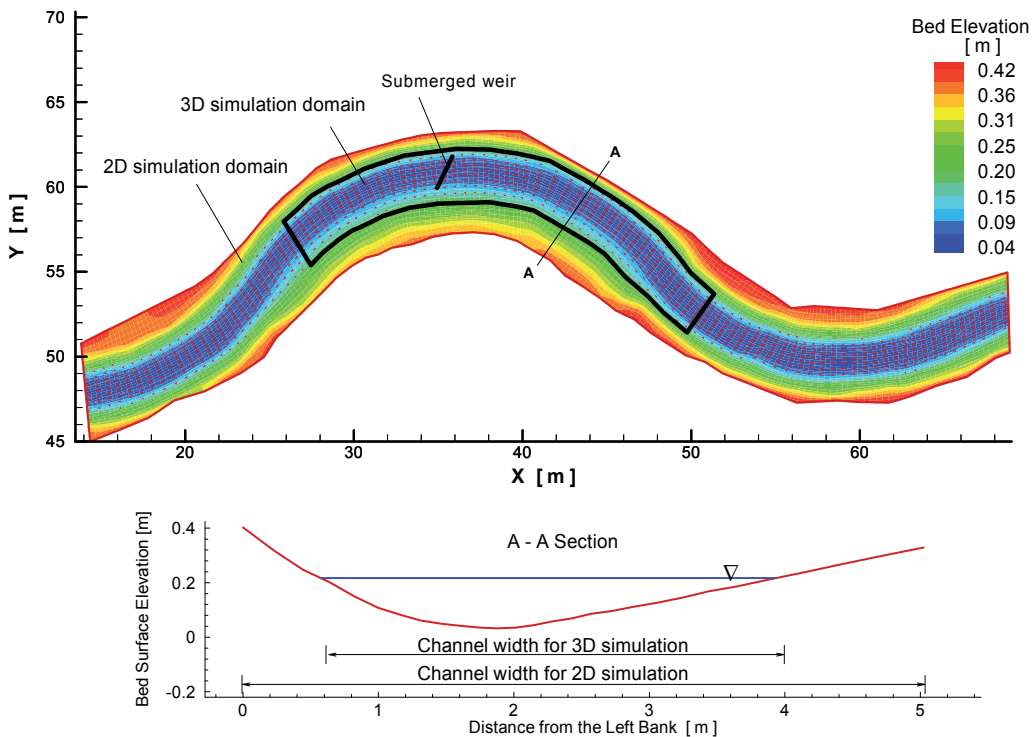 Bed Elevation
[ m ]
0.42
0.36
0.31
0.25
0.20
0.15
0.09
0.04
70
65
60
55
50
45
Y [ m ]
Submerged weir
3D simulation domain
2D simulation domain
A
A
20
30
40
50
60
X [ m ]
Bed Surface Elevation [m]
0.4
0.2
0
-0.2
A - A Section
Channel width for 3D simulation
Channel width for 2D simulation
0
1
2
3
4
5
Distance from the Left Bank [ m ]